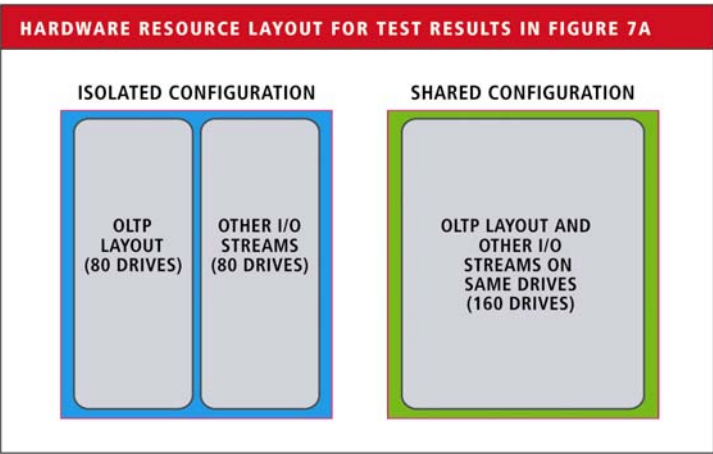 HARDWARE RESOURCE LAYOUT FOR TEST RESULTS IN FIGURE 7A
ISOLATED CONFIGURATION
OLTP
LAYOUT
(80 DRIVES)
OTHER I/O
STREAMS
(80 DRIVES)
SHARED CONFIGURATION
OLTP LAYOUT AND
OTHER I/O
STREAMS ON
SAME DRIVES
(160 DRIVES)